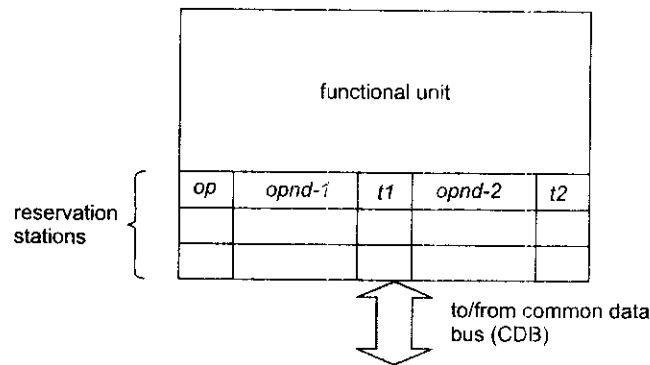 functional unit
op opnd-1 t1 opnd-2 t2
reservation
stations
to/from common data
bus (CDB)